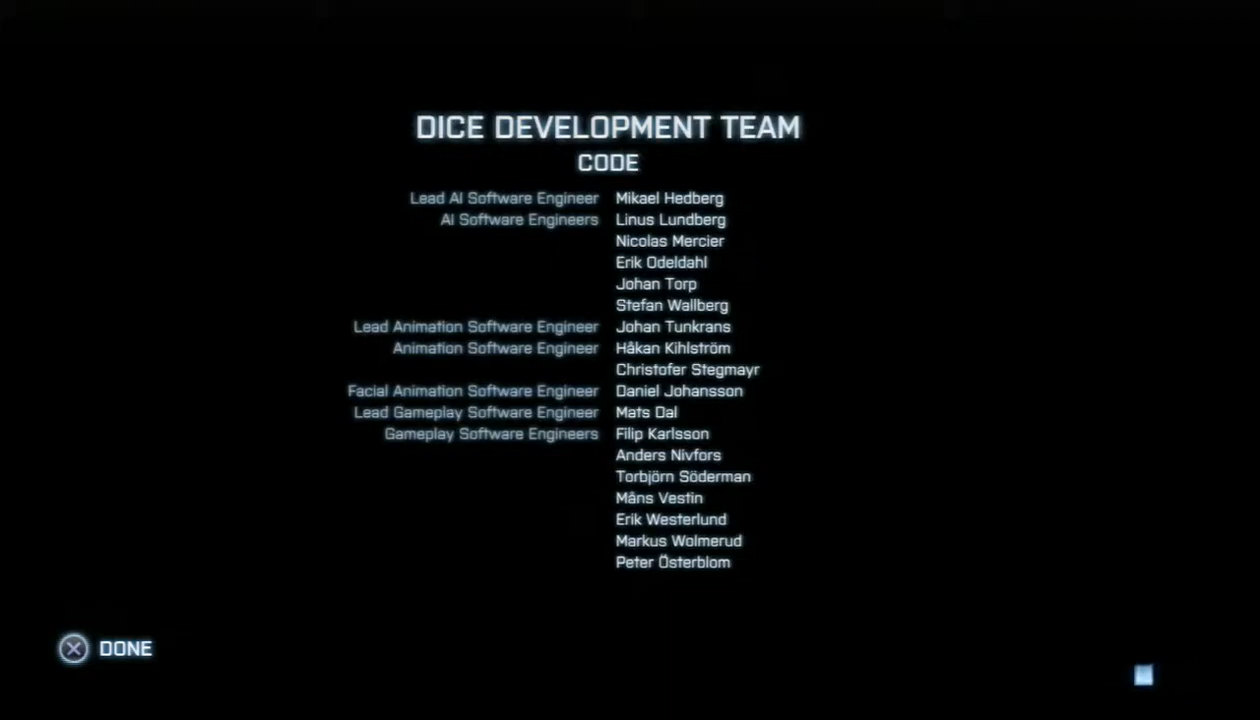 DICE DEVELOPMENT TEAM
CODE
Lead AI Software Engineer Mikael Hedberg
AI Software Engineers Linus Lundberg
Nicolas Mercier
Erik Odeldahl
Johan Torp
Stefan Wallberg
Lead Animation Software Engineer Johan Tunkrans
Animation Software Engineer Håkan Kihlström
Christofer Stegmayr
Facial Animation Software Engineer Daniel Johansson
Lead Gameplay Software Engineer Mats Dal
Gameplay Software Engineers Filip Karlsson
Anders Nivfors
Torbjörn Söderman
Måns Vestin
Erik Westerlund
Markus Wolmerud
Peter Österblom
DONE